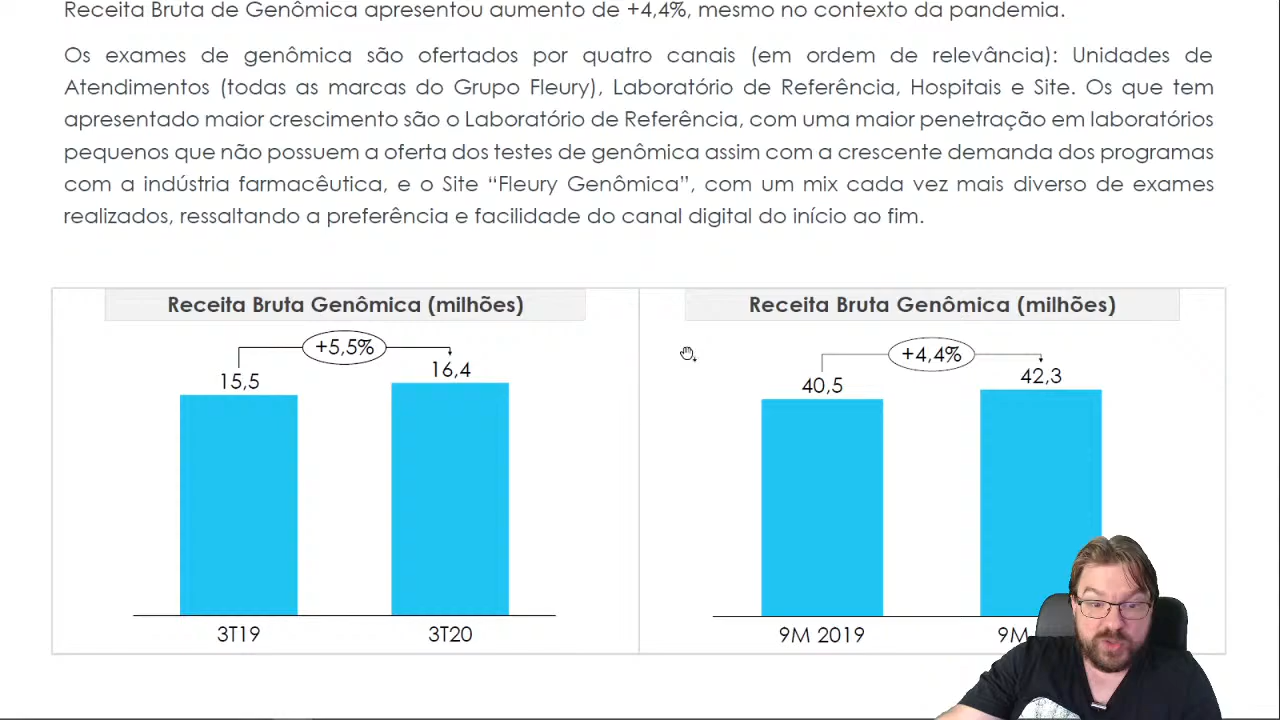 Receita Bruta de Genômica apresentou aumento de +4,4%, mesmo no contexto da pandemia.
Os exames de genômica são ofertados por quatro canais (em ordem de relevância): Unidades de
Atendimentos (todas as marcas do Grupo Fleury), Laboratório de Referência, Hospitais e Site. Os que tem
apresentado maior crescimento são o Laboratório de Referência, com uma maior penetração em laboratórios
pequenos que não possuem a oferta dos testes de genômica assim com a crescente demanda dos programas
com a indústria farmacêutica, e o Site “Fleury Genômica”, com um mix cada vez mais diverso de exames
realizados, ressaltando a preferência e facilidade do canal digital do início ao fim.
Receita Bruta Genômica (milhões)
+5,5%
15,5
16,4
3T19
3T20
Receita Bruta Genômica (milhões)
+4,4%
40,5
42,3
9M 2019
9M